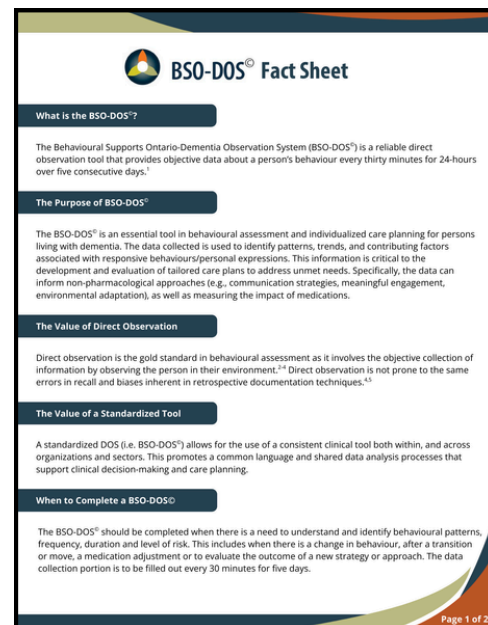 BSO-DOS© Fact Sheet
What is the BSO-DOS©?
The Behavioural Supports Ontario-Dementia Observation System (BSO-DOS©) is a reliable direct
observation tool that provides objective data about a person's behaviour every thirty minutes for 24-hours
over five consecutive days.¹
The Purpose of BSO-DOS©
The BSO-DOS© is an essential tool in behavioural assessment and individualized care planning for persons
living with dementia. The data collected is used to identify patterns, trends, and contributing factors
associated with responsive behaviours/personal expressions. This information is critical to the
development and evaluation of tailored care plans to address unmet needs. Specifically, the data can
inform non-pharmacological approaches (e.g., communication strategies, meaningful engagement,
environmental adaptation), as well as measuring the impact of medications.
The Value of Direct Observation
Direct observation is the gold standard in behavioural assessment as it involves the objective collection of
information by observing the person in their environment.²⁻⁴ Direct observation is not prone to the same
errors in recall and biases inherent in retrospective documentation techniques.⁴,⁵
The Value of a Standardized Tool
A standardized DOS (i.e. BSO-DOS©) allows for the use of a consistent clinical tool both within, and across
organizations and sectors. This promotes a common language and shared data analysis processes that
support clinical decision-making and care planning.
When to Complete a BSO-DOS©
The BSO-DOS© should be completed when there is a need to understand and identify behavioural patterns,
frequency, duration and level of risk. This includes when there is a change in behaviour, after a transition
or move, a medication adjustment or to evaluate the outcome of a new strategy or approach. The data
collection portion is to be filled out every 30 minutes for five days.
Page 1 of 2